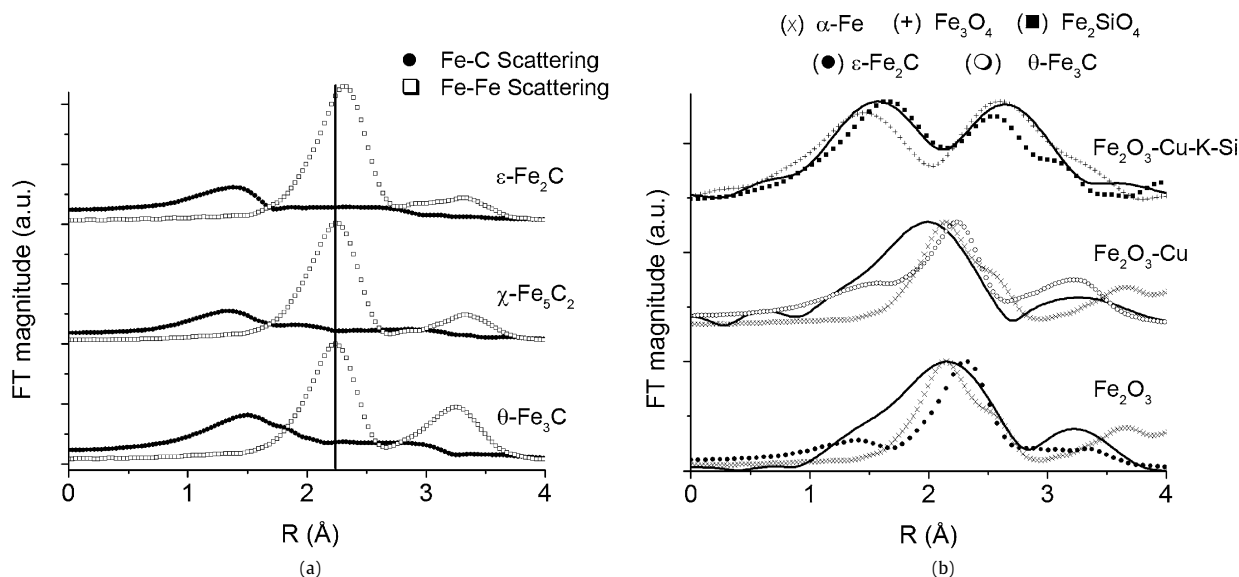 Fe-C Scattering
Fe-Fe Scattering
FT magnitude (a.u.)
ε-Fe₂C
χ-Fe₅C₂
θ-Fe₃C
0 1 2 3 4
R (Å)
(a)
(×) α-Fe (+) Fe₃O₄ (■) Fe₂SiO₄
(●) ε-Fe₂C (○) θ-Fe₃C
FT magnitude (a.u.)
Fe₂O₃-Cu-K-Si
Fe₂O₃-Cu
Fe₂O₃
0 1 2 3 4
R (Å)
(b)